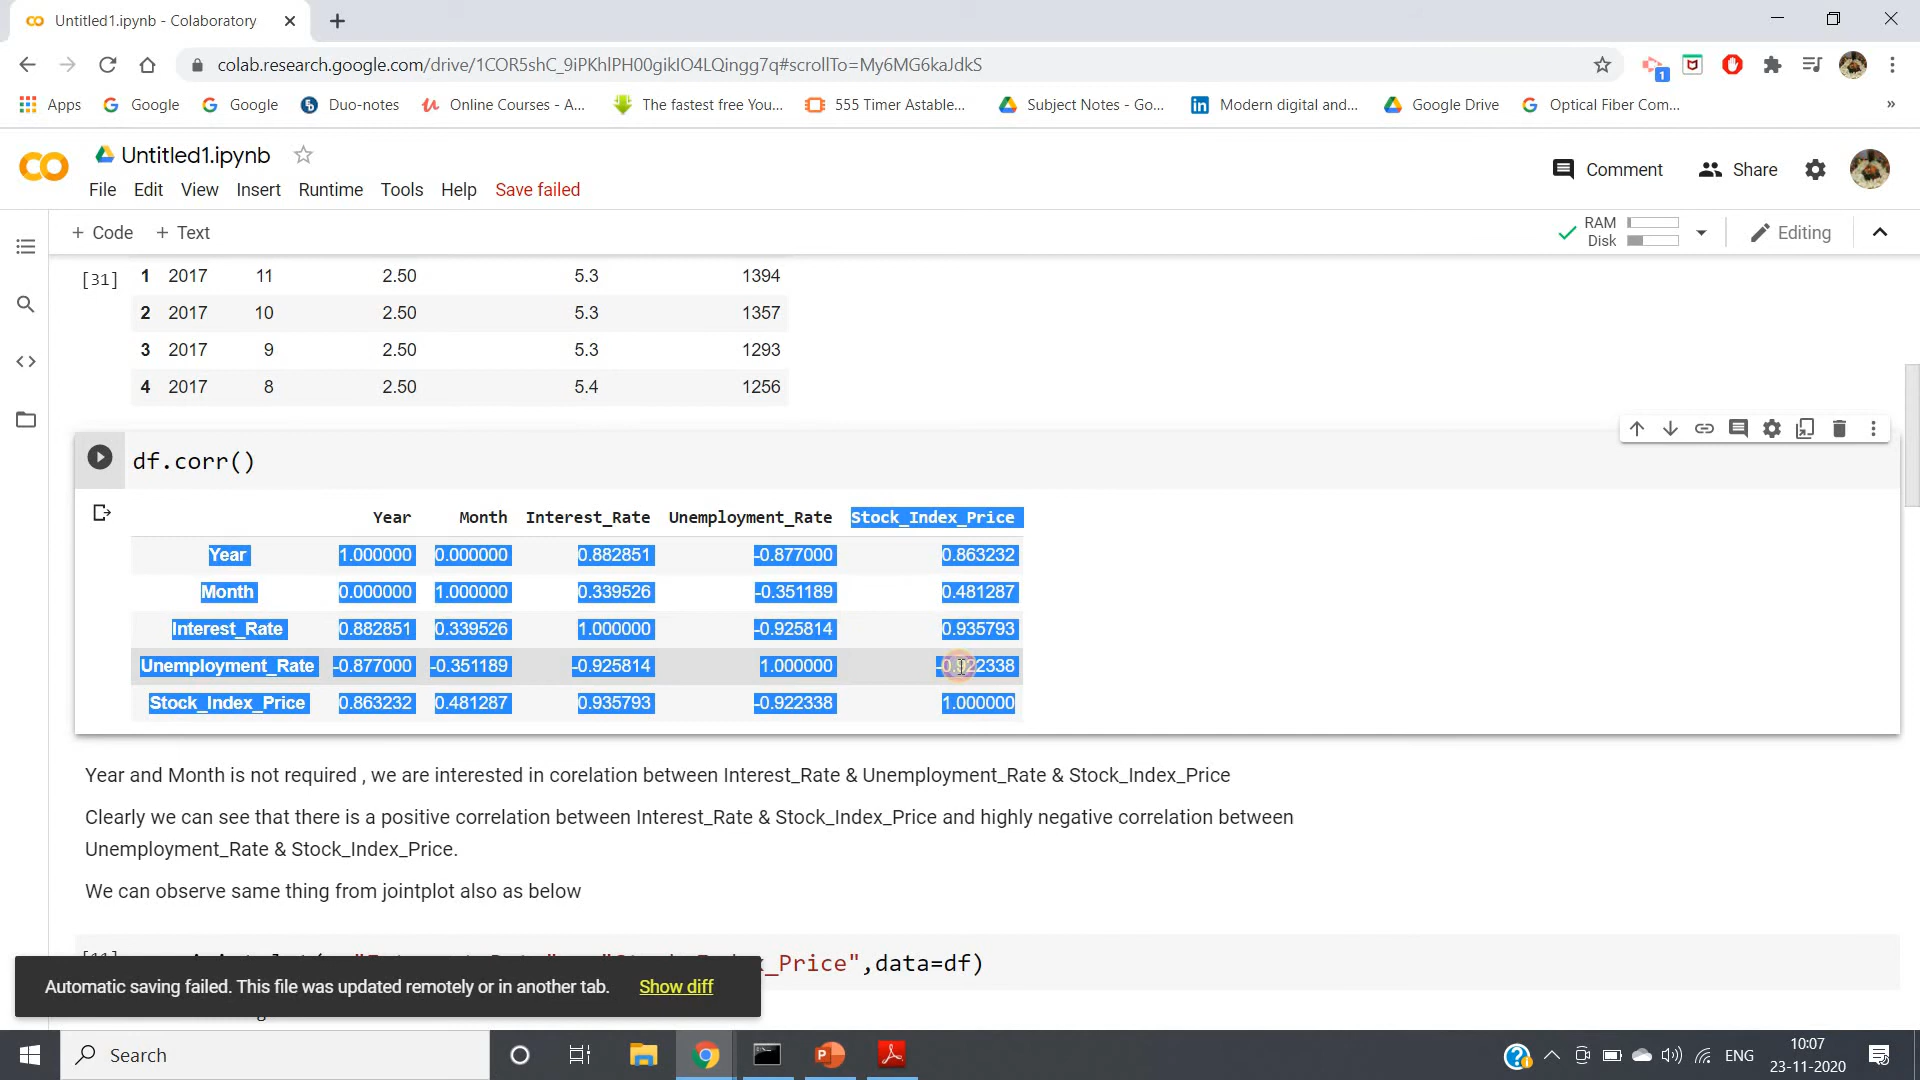 Untitled1.ipynb - Colaboratory
colab.research.google.com/drive/1COR5shC_9iPKhlPH00gikIO4LQingg7q#scrollTo=My6MG6kaJdkS
1
Apps Google Google Duo-notes Online Courses - A... The fastest free You... 555 Timer Astable... Subject Notes - Go... Modern digital and... Google Drive Optical Fiber Com... »
Untitled1.ipynb
Comment Share
File Edit View Insert Runtime Tools Help Save failed
+ Code + Text
RAM
Disk
Editing
[31] 1 2017 11 2.50 5.3 1394
2 2017 10 2.50 5.3 1357
3 2017 9 2.50 5.3 1293
4 2017 8 2.50 5.4 1256
df.corr()
Year Month Interest_Rate Unemployment_Rate Stock_Index_Price
Year 1.000000 0.000000 0.882851 -0.877000 0.863232
Month 0.000000 1.000000 0.339526 -0.351189 0.481287
Interest_Rate 0.882851 0.339526 1.000000 -0.925814 0.935793
Unemployment_Rate -0.877000 -0.351189 -0.925814 1.000000 -0.922338
Stock_Index_Price 0.863232 0.481287 0.935793 -0.922338 1.000000
Year and Month is not required , we are interested in corelation between Interest_Rate & Unemployment_Rate & Stock_Index_Price
Clearly we can see that there is a positive correlation between Interest_Rate & Stock_Index_Price and highly negative correlation between
Unemployment_Rate & Stock_Index_Price.
We can observe same thing from jointplot also as below
_Price",data=df)
Automatic saving failed. This file was updated remotely or in another tab. Show diff
Search
ENG
10:07
23-11-2020